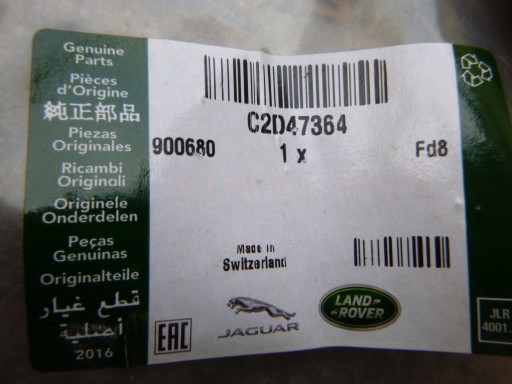 Genuine
Parts
Pièces
d'Origine
純正部品
Piezas
Originales
Ricambi
Originali
Originele
Onderdelen
Peças
Genuínas
Originalteile
قطع غيار
أصلية
2016
C2D47364
900680
1 x
Fd8
Made in
Switzerland
EAC
JAGUAR
LAND-
-ROVER
JLR
4001.